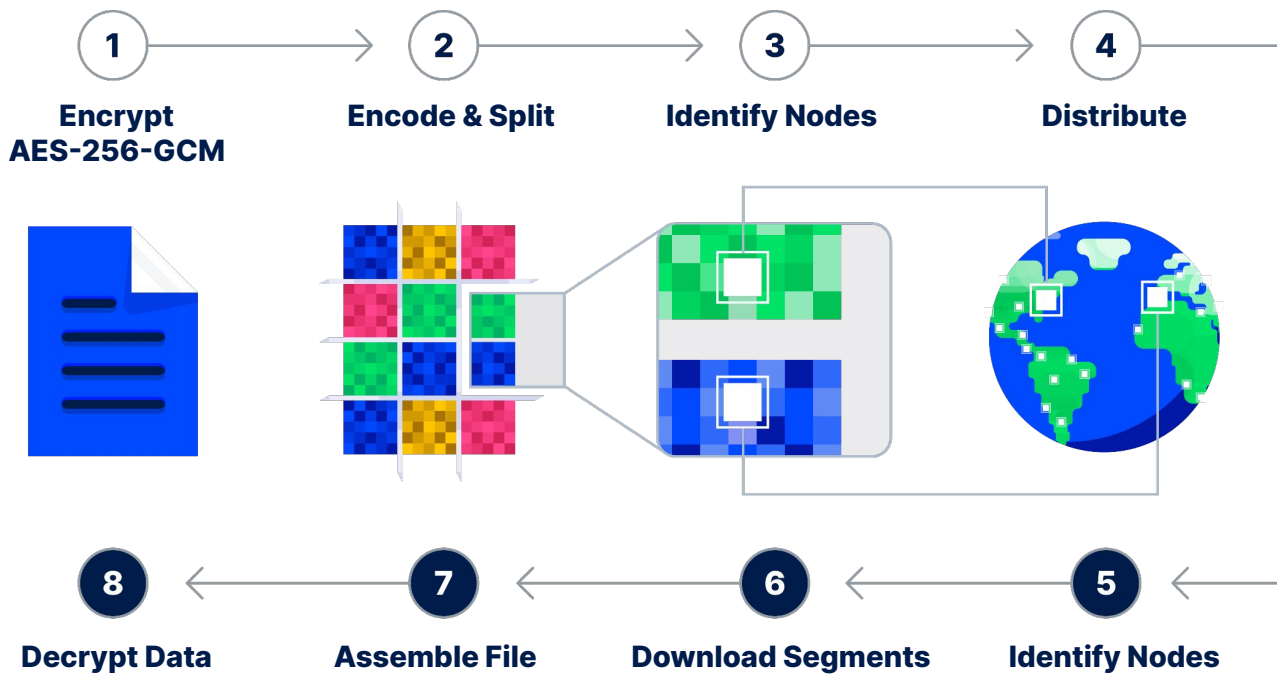 1
2
3
4
Encrypt
AES-256-GCM
Encode & Split
Identify Nodes
Distribute
8
7
6
5
Decrypt Data
Assemble File
Download Segments
Identify Nodes